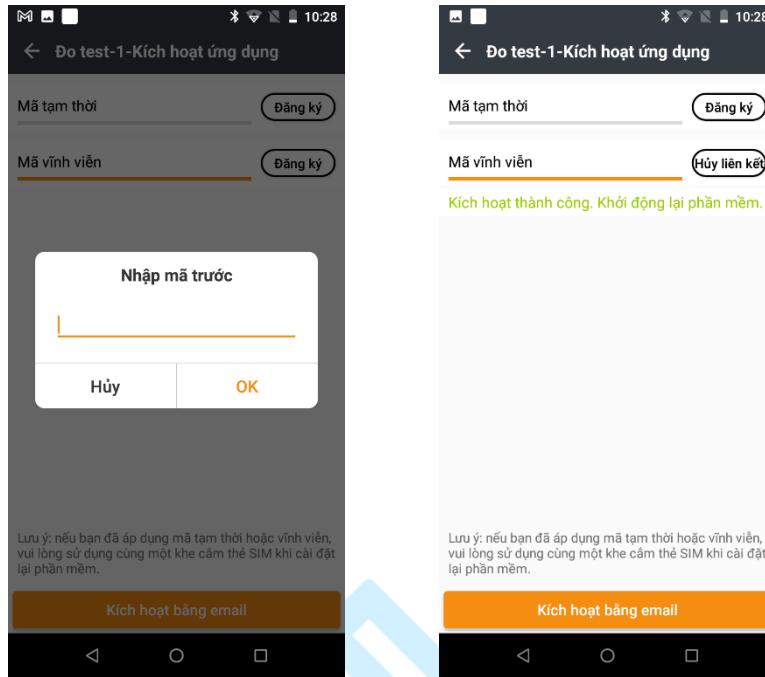 10:28
Đo test-1-Kích hoạt ứng dụng
Mã tạm thời
Đăng ký
Mã vĩnh viễn
Đăng ký
Nhập mã trước
Hủy
OK
Lưu ý: nếu bạn đã áp dụng mã tạm thời hoặc vĩnh viễn,
vui lòng sử dụng cùng một khe cắm thẻ SIM khi cài đặt
lại phần mềm.
Kích hoạt bằng email
10:28
Đo test-1-Kích hoạt ứng dụng
Mã tạm thời
Đăng ký
Mã vĩnh viễn
Hủy liên kết
Kích hoạt thành công. Khởi động lại phần mềm.
Lưu ý: nếu bạn đã áp dụng mã tạm thời hoặc vĩnh viễn,
vui lòng sử dụng cùng một khe cắm thẻ SIM khi cài đặt
lại phần mềm.
Kích hoạt bằng email